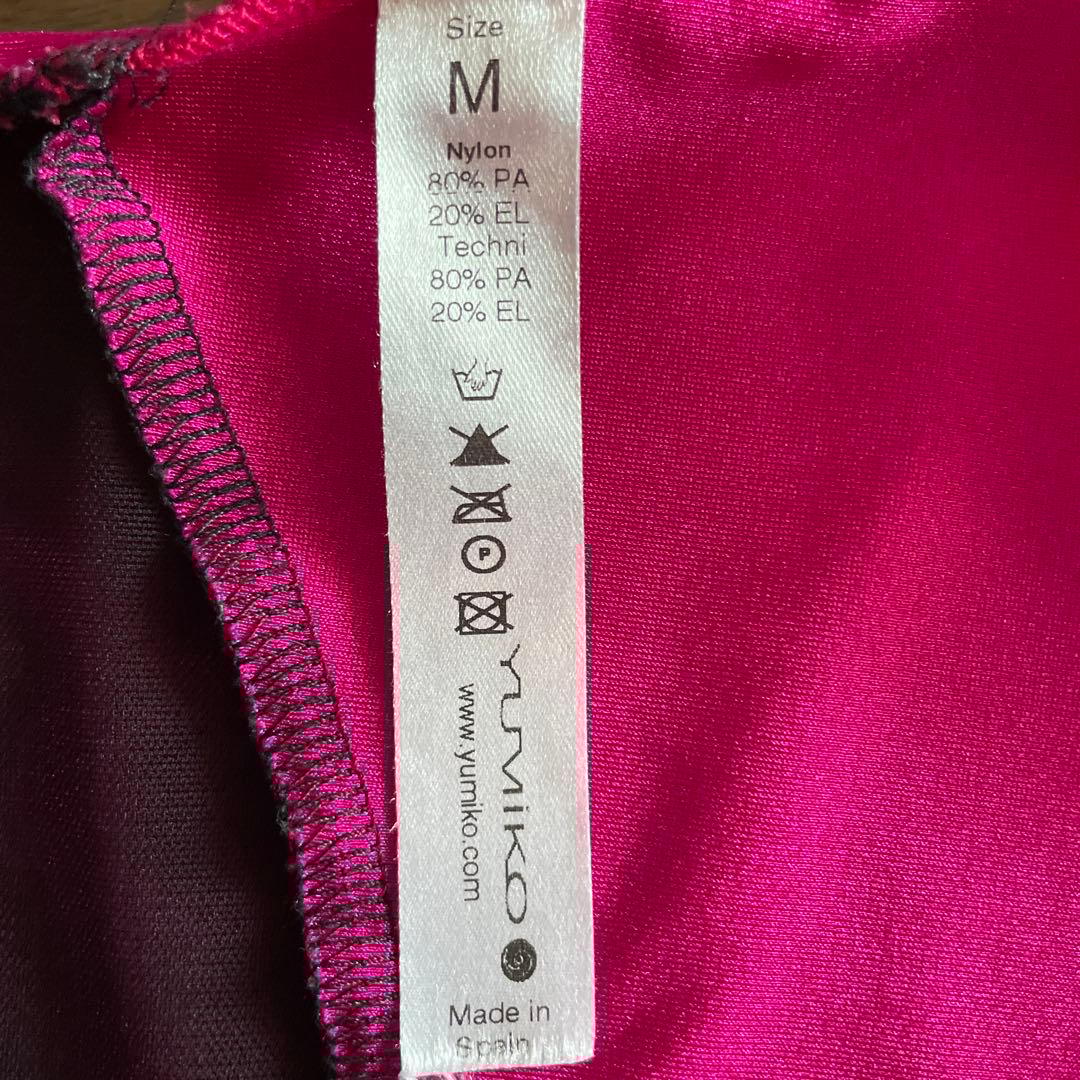 Size
M
Nylon
80% PA
20% EL
Techni
80% PA
20% EL
P
YUMiKO
www.yumiko.com
Made in
Spain